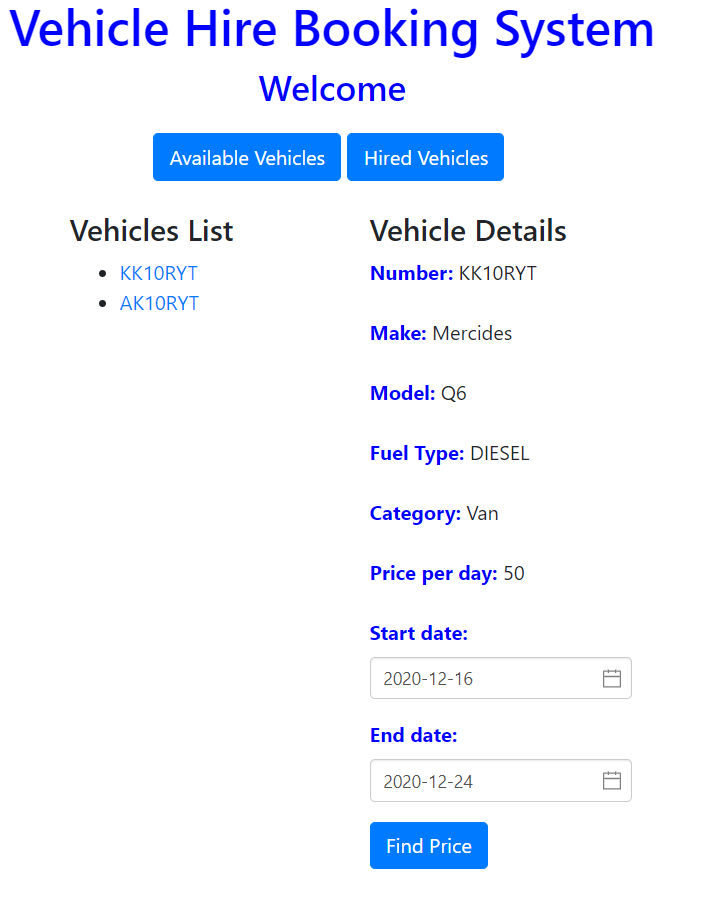 Vehicle Hire Booking System
Welcome
Available Vehicles
Hired Vehicles
Vehicles List
KK10RYT
AK10RYT
Vehicle Details
Number: KK10RYT
Make: Mercides
Model: Q6
Fuel Type: DIESEL
Category: Van
Price per day: 50
Start date:
2020-12-16
End date:
2020-12-24
Find Price